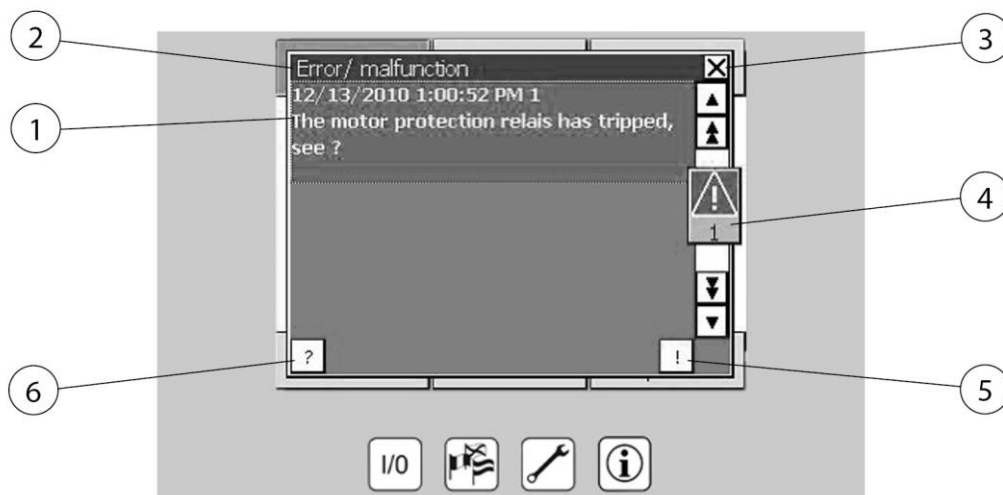 2
3
Error/ malfunction
12/13/2010 1:00:52 PM 1
1
The motor protection relais has tripped,
see ?
4
1
?
!
6
5
I/0